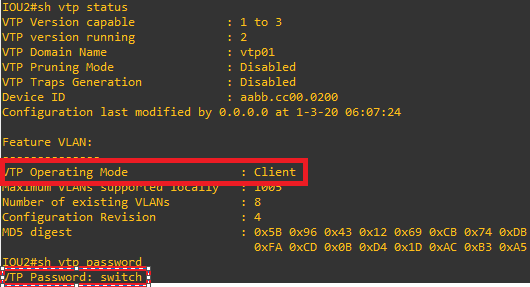 IOU2#sh vtp status
VTP Version capable : 1 to 3
VTP version running : 2
VTP Domain Name : vtp01
VTP Pruning Mode : Disabled
VTP Traps Generation : Disabled
Device ID : aabb.cc00.0200
Configuration last modified by 0.0.0.0 at 1-3-20 06:07:24
Feature VLAN:
--------------
VTP Operating Mode : Client
Maximum VLANs supported locally : 1005
Number of existing VLANs : 8
Configuration Revision : 4
MD5 digest : 0x5B 0x96 0x43 0x12 0x69 0xCB 0x74 0xDB
0xFA 0xCD 0x0B 0xD4 0x1D 0xAC 0xB3 0xA5
IOU2#sh vtp password
VTP Password: switch